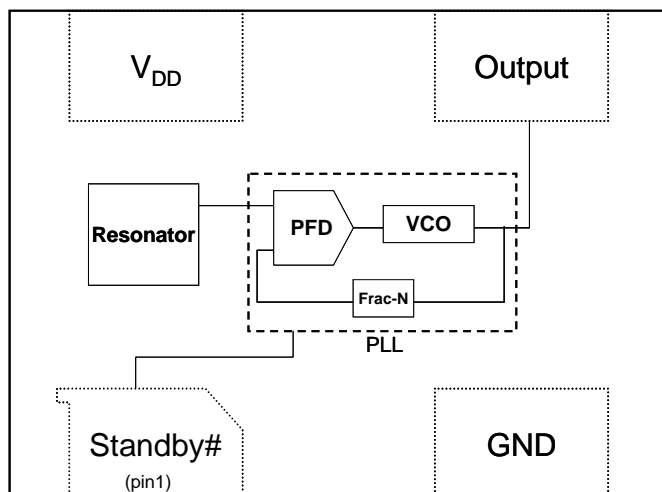 VDD
Output
Resonator
PFD
VCO
Frac-N
PLL
Standby#
(pin1)
GND